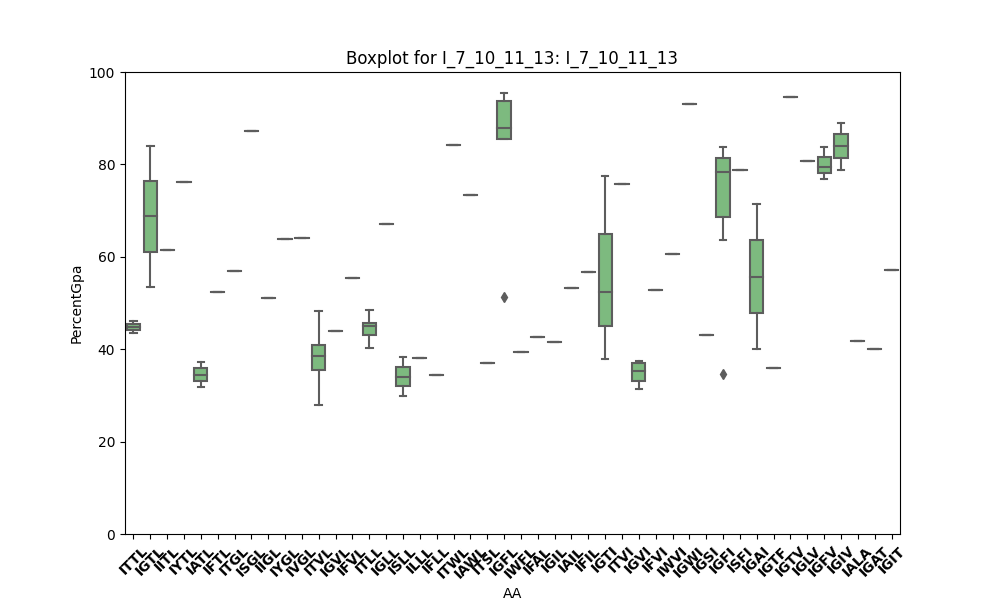 Boxplot for I_7_10_11_13: I_7_10_11_13
100
80
60
40
20
0
PercentGpa
ITTL
IGTL
IITL
IYTL
IATL
IFTL
ITGL
ISGL
IIGL
IYGL
IVGL
ITVL
IGVL
IFVL
ITLL
IGLL
ISLL
ILLL
IFLL
ITWL
IAWL
ITSL
IGFL
IWFL
IFAL
IGIL
IAIL
IFIL
IGTI
ITVI
IGVI
IFVI
IWVI
IGWI
IGSI
IGFI
ISFI
IGAI
IGTF
IGTV
IGLV
IGFV
IGIV
IALA
IGAT
IGIT
AA